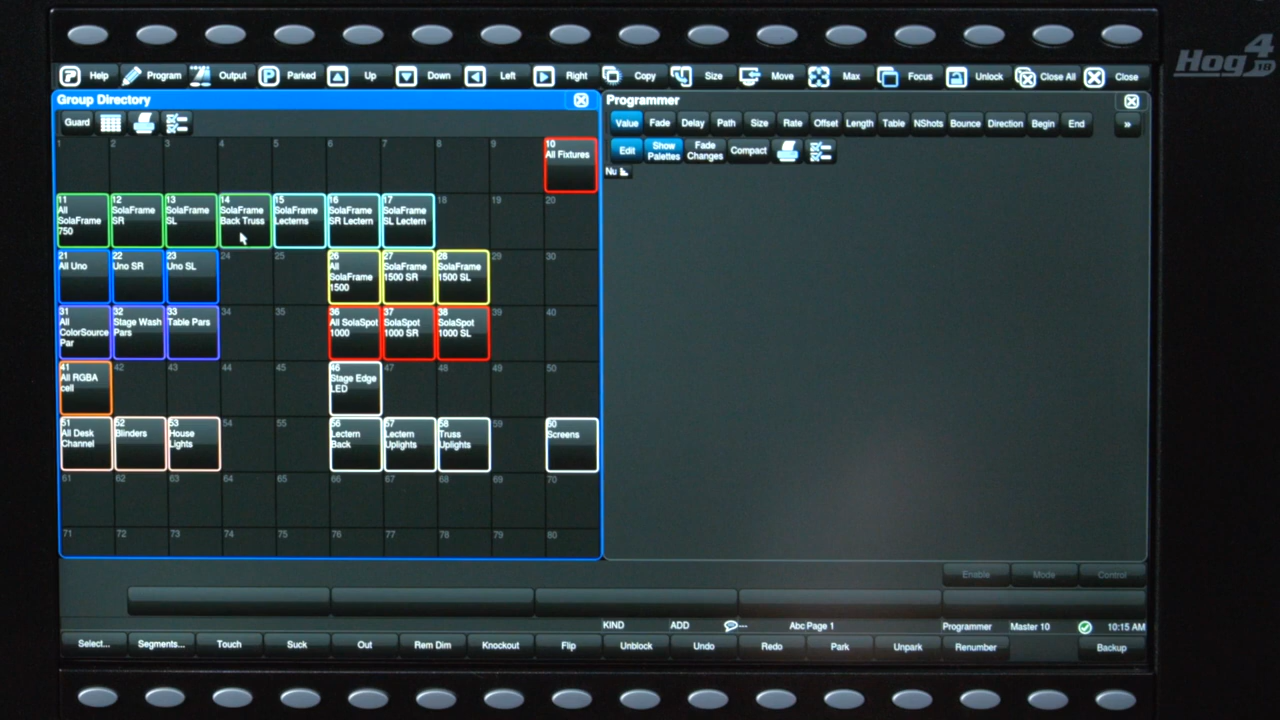 Hog 4
18
Help Program Output Parked Up Down Left Right Copy Size Move Max Focus Unlock Close All Close
Group Directory
Guard
1 2 3 4 5 6 7 8 9 10
All Fixtures
11 12 13 14 15 16 17 18 19 20
All SolaFrame 750
SolaFrame SR
SolaFrame SL
SolaFrame Back Truss
SolaFrame Lecterns
SolaFrame SR Lectern
SolaFrame SL Lectern
21 22 23 24 25 26 27 28 29 30
All Uno
Uno SR
Uno SL
All SolaFrame 1500
SolaFrame 1500 SR
SolaFrame 1500 SL
31 32 33 34 35 36 37 38 39 40
All ColorSource Par
Stage Wash Pars
Table Pars
All SolaSpot 1000
SolaSpot 1000 SR
SolaSpot 1000 SL
41 42 43 44 45 46 47 48 49 50
All RGBA cell
Stage Edge LED
51 52 53 54 55 56 57 58 59 60
All Desk Channel
Blinders
House Lights
Lectern Back
Lectern Uplights
Truss Uplights
Screens
61 62 63 64 65 66 67 68 69 70
71 72 73 74 75 76 77 78 79 80
Programmer
Value Fade Delay Path Size Rate Offset Length Table NShots Bounce Direction Begin End »
Edit Show Palettes Fade Changes Compact
Nu
Enable Mode Control
KIND ADD ---- Abc Page 1 Programmer Master 10 10:15 AM
Select... Segments... Touch Suck Out Rem Dim Knockout Flip Unblock Undo Redo Park Unpark Renumber Backup